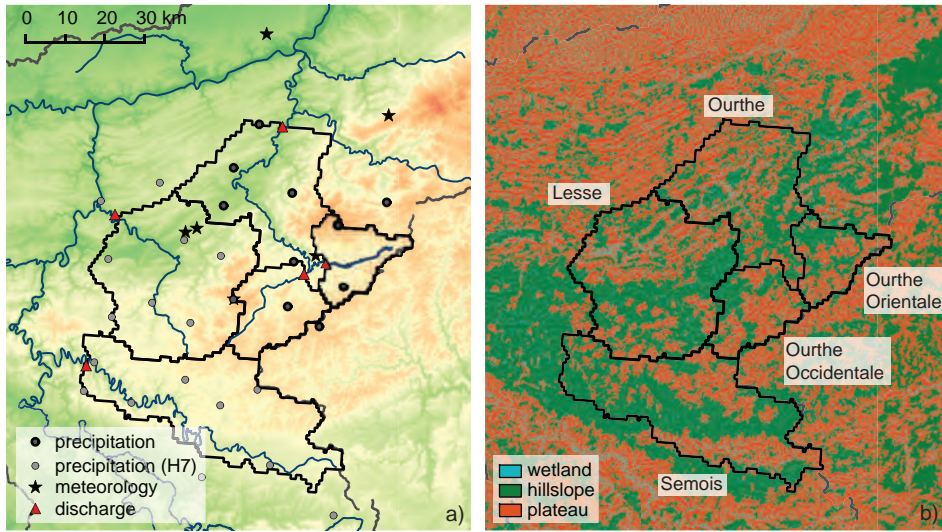 0 10 20 30 km
precipitation
precipitation (H7)
meteorology
discharge
a)
Ourthe
Lesse
Ourthe
Orientale
Ourthe
Occidentale
Semois
wetland
hillslope
plateau
b)